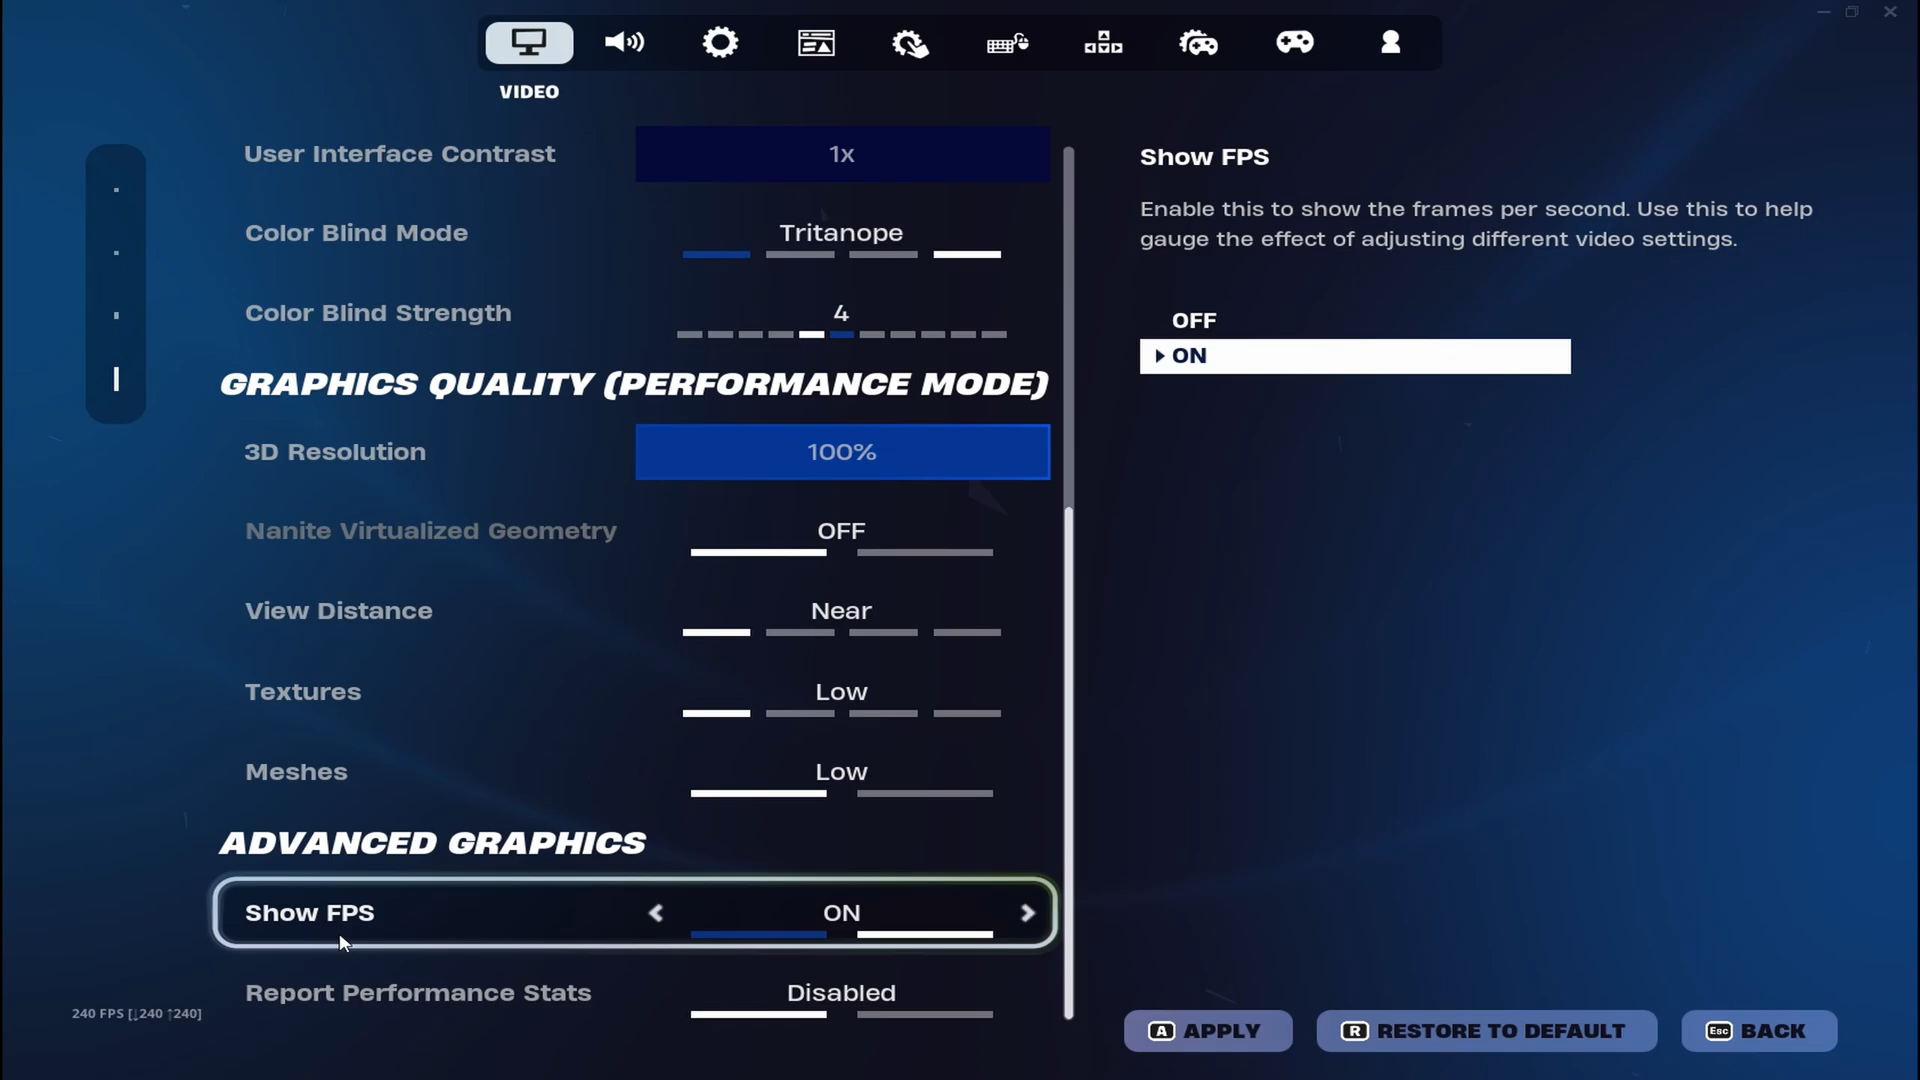 VIDEO
User Interface Contrast 1x
Color Blind Mode Tritanope
Color Blind Strength 4
GRAPHICS QUALITY (PERFORMANCE MODE)
3D Resolution 100%
Nanite Virtualized Geometry OFF
View Distance Near
Textures Low
Meshes Low
ADVANCED GRAPHICS
Show FPS ON
Report Performance Stats Disabled
240 FPS [↓240 ↑240]
Show FPS
Enable this to show the frames per second. Use this to help
gauge the effect of adjusting different video settings.
OFF
ON
A APPLY
R RESTORE TO DEFAULT
Esc BACK